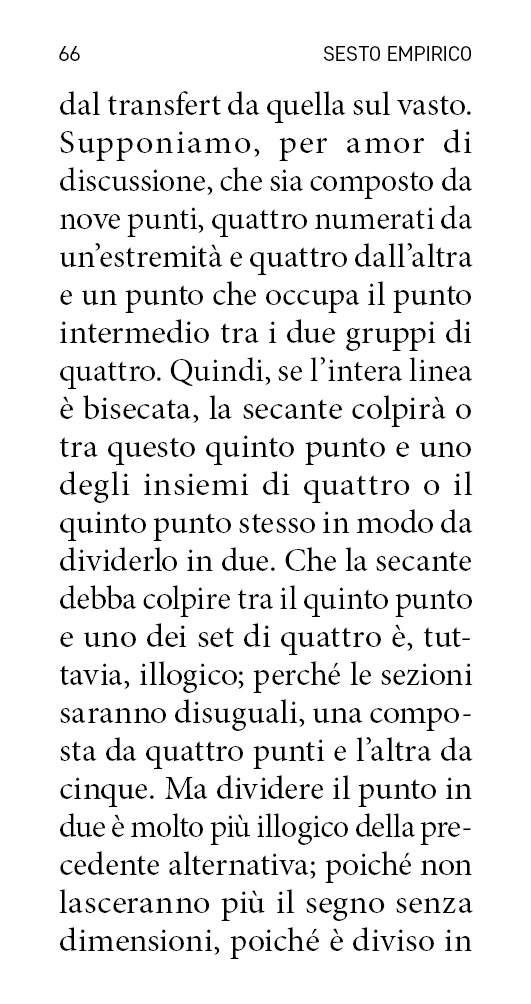 66 SESTO EMPIRICO
dal transfert da quella sul vasto.
Supponiamo, per amor di
discussione, che sia composto da
nove punti, quattro numerati da
un’estremità e quattro dall’altra
e un punto che occupa il punto
intermedio tra i due gruppi di
quattro. Quindi, se l’intera linea
è bisecata, la secante colpirà o
tra questo quinto punto e uno
degli insiemi di quattro o il
quinto punto stesso in modo da
dividerlo in due. Che la secante
debba colpire tra il quinto punto
e uno dei set di quattro è, tut-
tavia, illogico; perché le sezioni
saranno disuguali, una compo-
sta da quattro punti e l’altra da
cinque. Ma dividere il punto in
due è molto più illogico della pre-
cedente alternativa; poiché non
lasceranno più il segno senza
dimensioni, poiché è diviso in